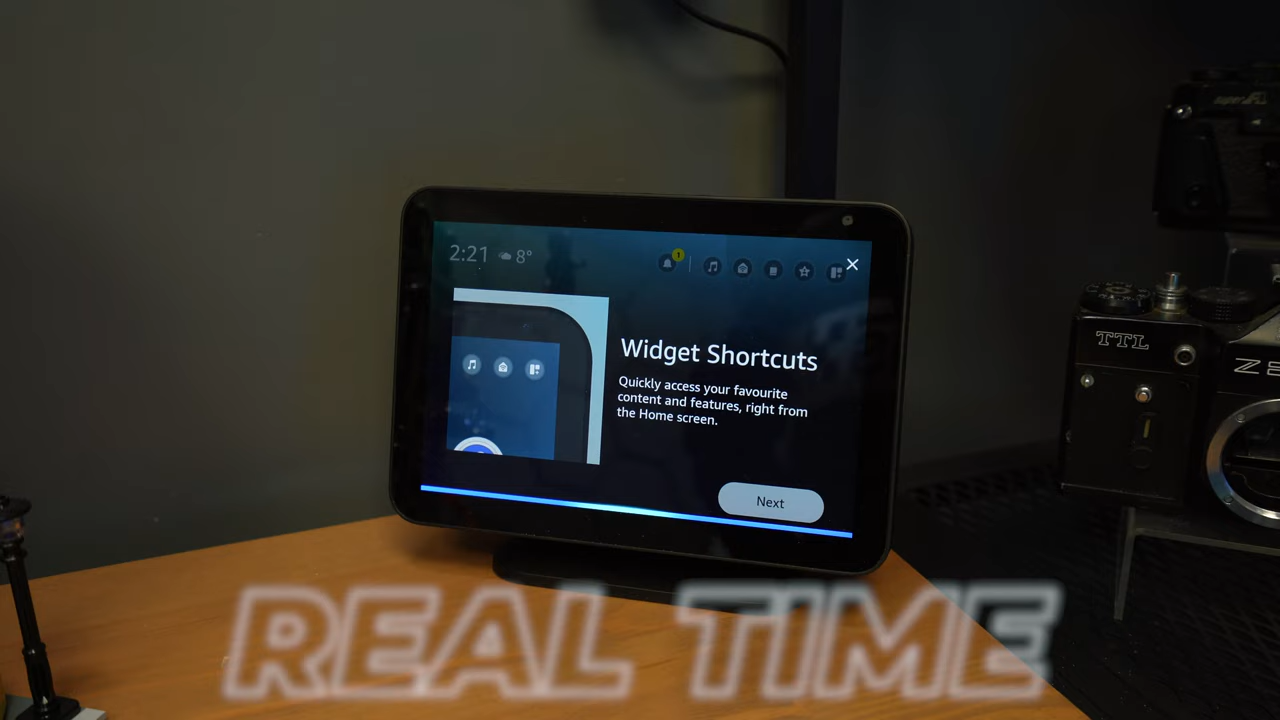 2:21 8°
1
Widget Shortcuts
Quickly access your favourite
content and features, right from
the Home screen.
Next
TTL
REAL TIME